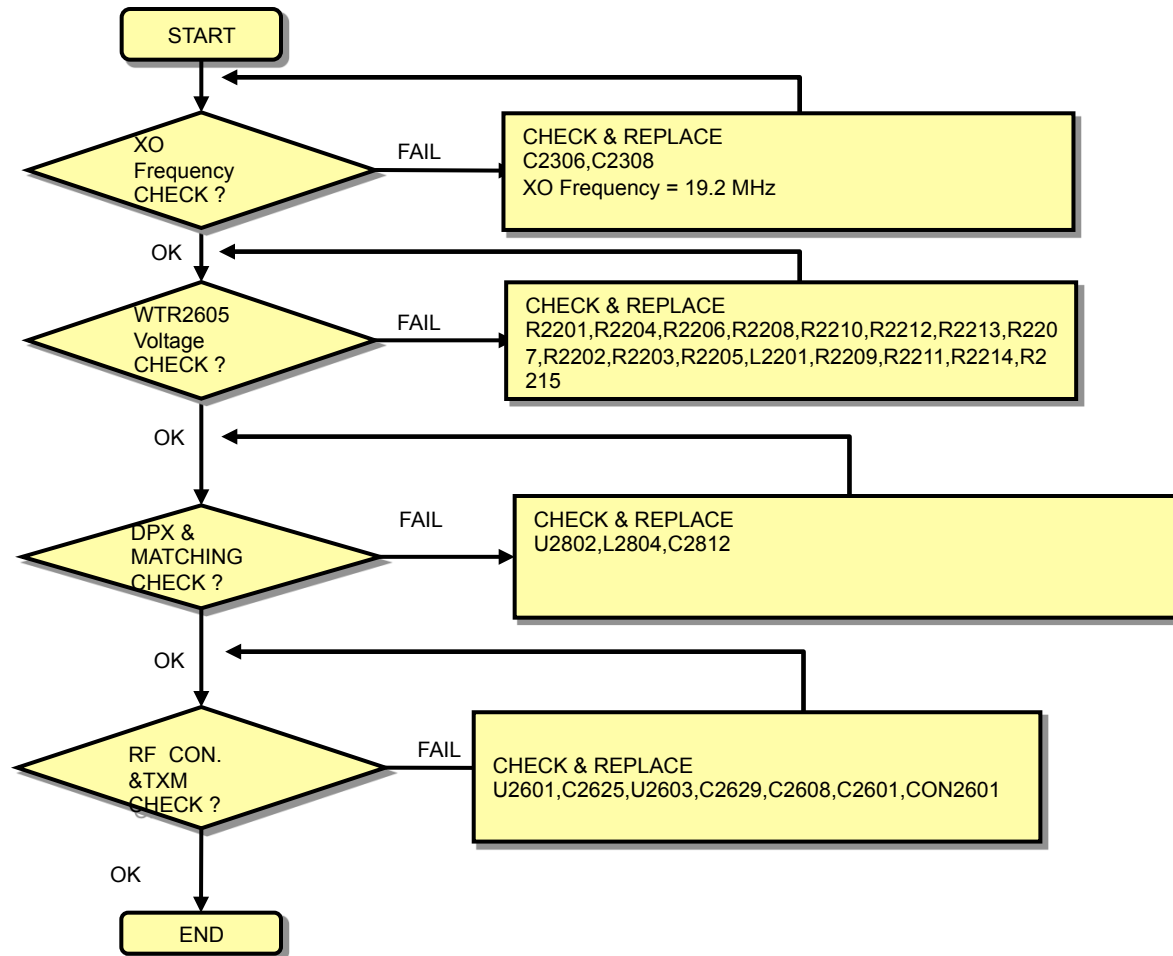 START
XO
Frequency
CHECK ?
FAIL
CHECK & REPLACE
C2306,C2308
XO Frequency = 19.2 MHz
OK
WTR2605
Voltage
CHECK ?
FAIL
CHECK & REPLACE
R2201,R2204,R2206,R2208,R2210,R2212,R2213,R220
7,R2202,R2203,R2205,L2201,R2209,R2211,R2214,R2
215
OK
DPX &
MATCHING
CHECK ?
FAIL
CHECK & REPLACE
U2802,L2804,C2812
OK
RF CON.
&TXM
CHECK ?
FAIL
CHECK & REPLACE
U2601,C2625,U2603,C2629,C2608,C2601,CON2601
OK
END